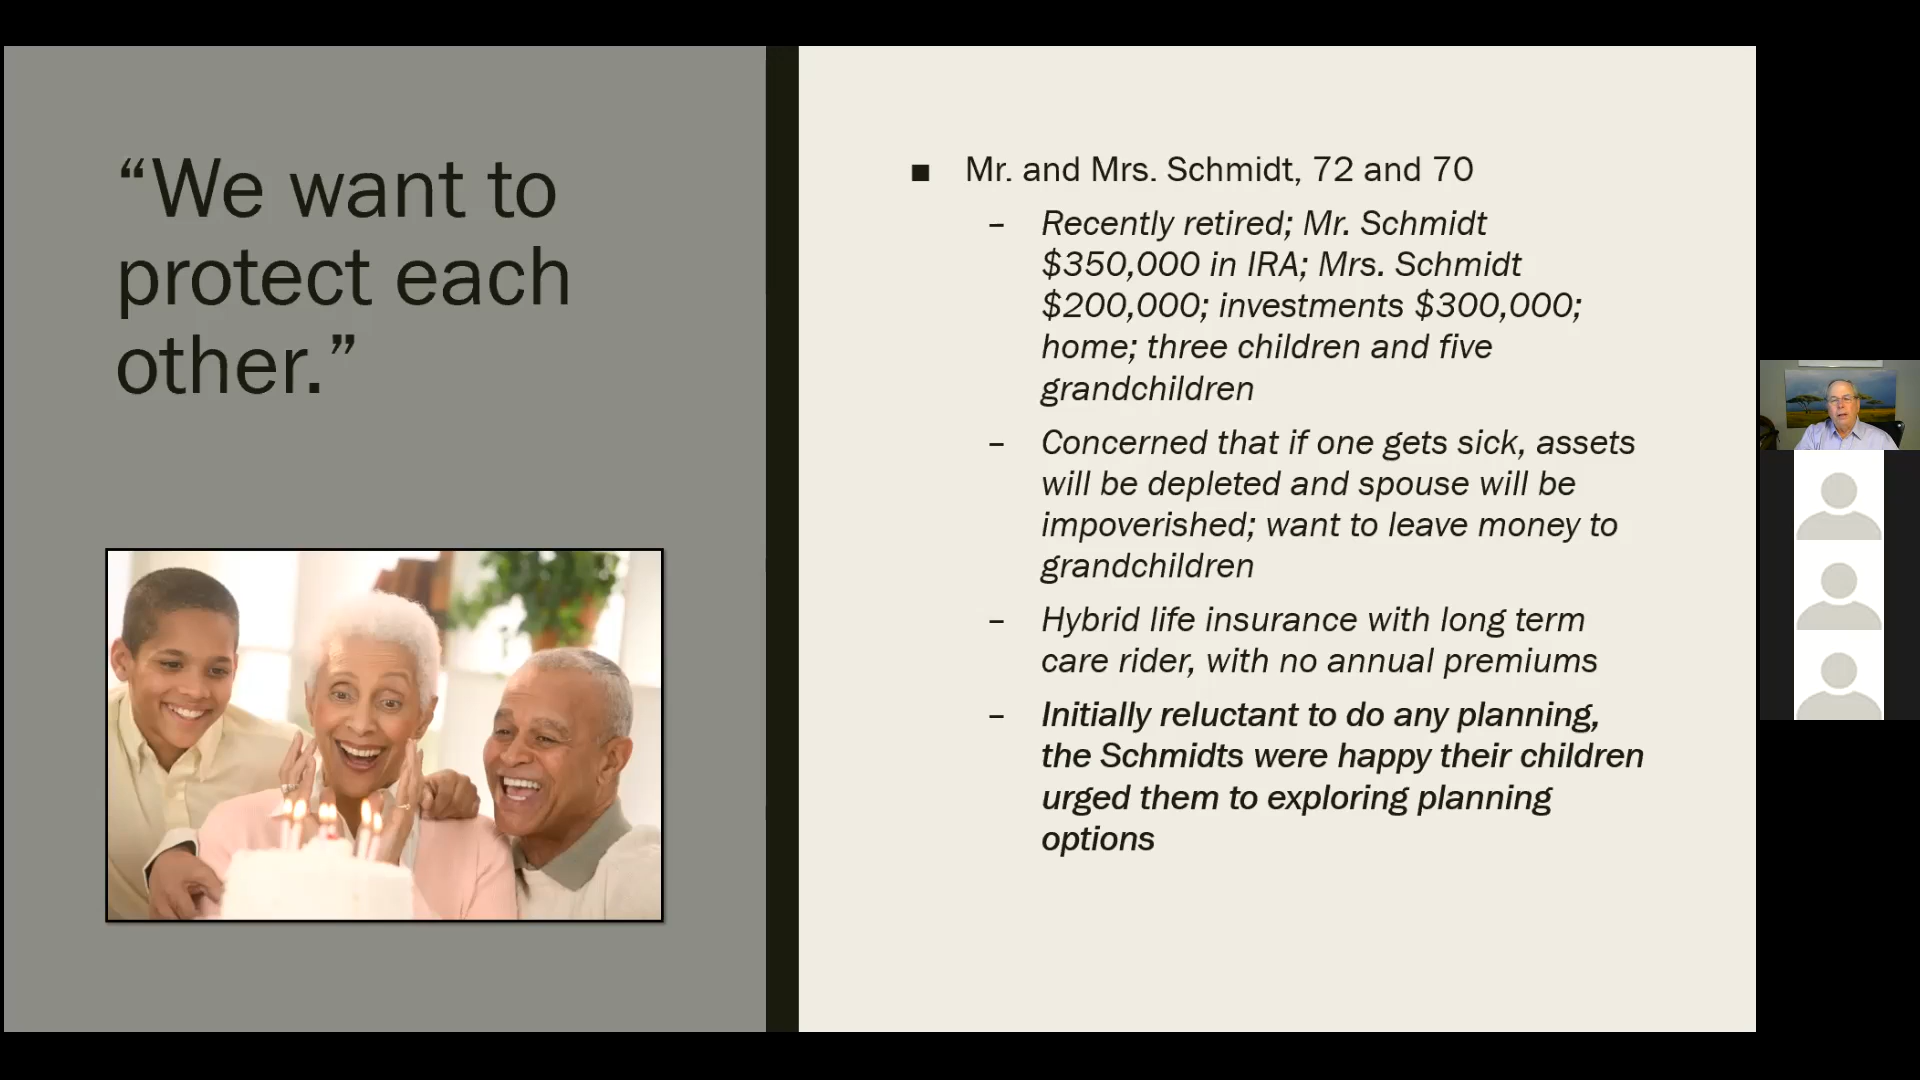 “We want to
protect each
other.”
■ Mr. and Mrs. Schmidt, 72 and 70
– Recently retired; Mr. Schmidt
$350,000 in IRA; Mrs. Schmidt
$200,000; investments $300,000;
home; three children and five
grandchildren
– Concerned that if one gets sick, assets
will be depleted and spouse will be
impoverished; want to leave money to
grandchildren
– Hybrid life insurance with long term
care rider, with no annual premiums
– Initially reluctant to do any planning,
the Schmidts were happy their children
urged them to exploring planning
options